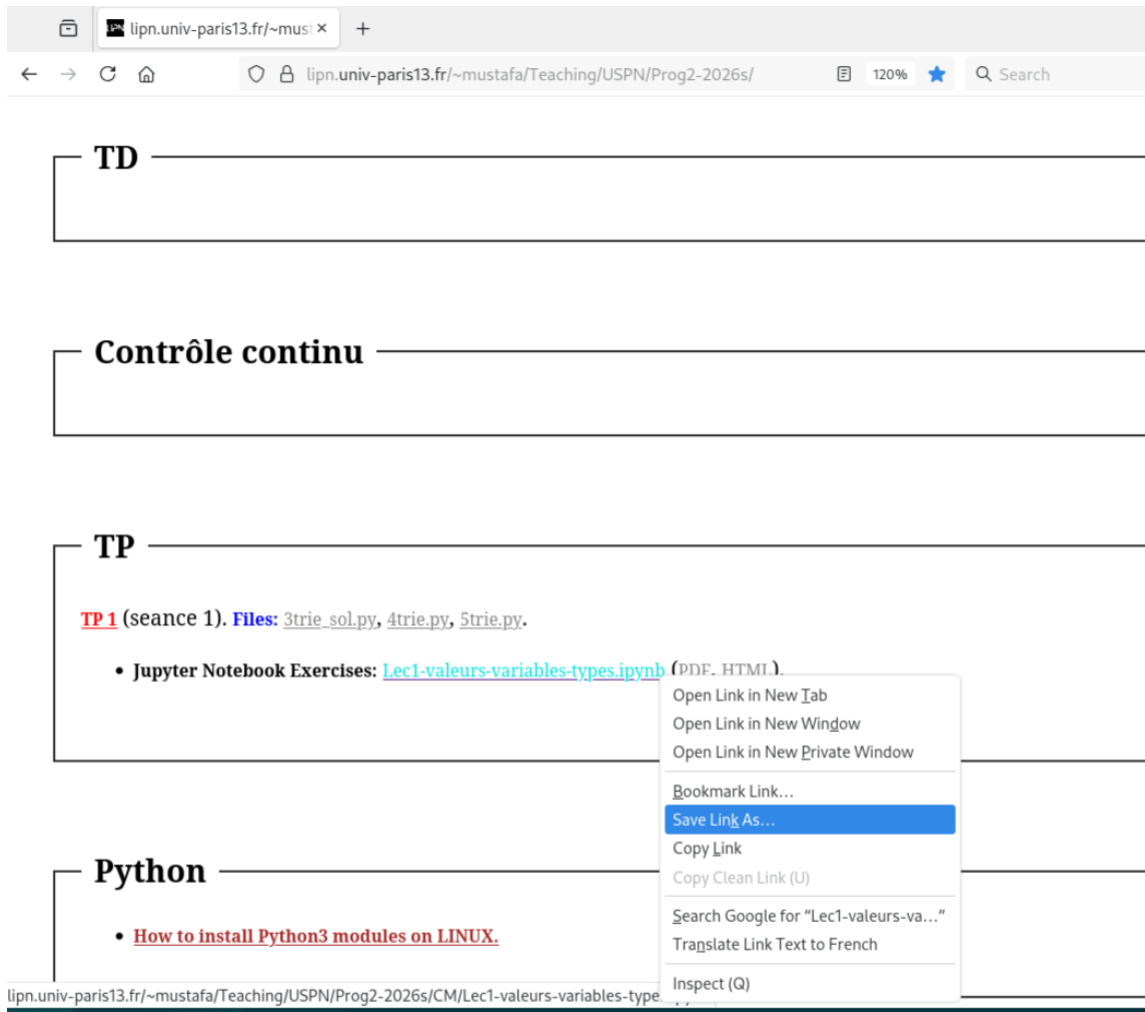 lipn.univ-paris13.fr/~must
lipn.univ-paris13.fr/~mustafa/Teaching/USPN/Prog2-2026s/ 120% Search
TD
Contrôle continu
TP
TP 1 (seance 1). Files: 3trie_sol.py, 4trie.py, 5trie.py.
• Jupyter Notebook Exercises: Lec1-valeurs-variables-types.ipynb (PDF, HTML).
Open Link in New Tab
Open Link in New Window
Open Link in New Private Window
Bookmark Link…
Save Link As…
Copy Link
Copy Clean Link (U)
Search Google for “Lec1-valeurs-va…”
Translate Link Text to French
Inspect (Q)
Python
• How to install Python3 modules on LINUX.
lipn.univ-paris13.fr/~mustafa/Teaching/USPN/Prog2-2026s/CM/Lec1-valeurs-variables-type